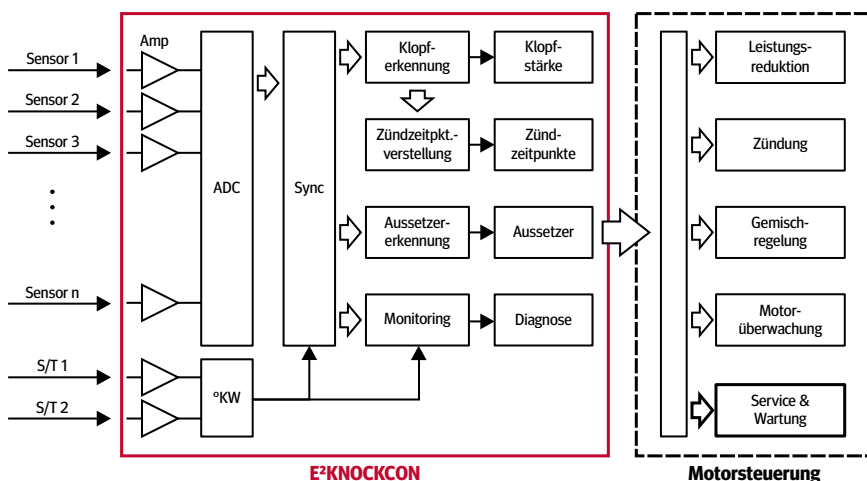 Amp
Sensor 1
Sensor 2
Sensor 3
Sensor n
S/T 1
S/T 2
ADC
°KW
Sync
Klopf-
erkennung
Klopf-
stärke
Zündzeitpkt.-
verstellung
Zünd-
zeitpunkte
Aussetzer-
erkennung
Aussetzer
Monitoring
Diagnose
E²KNOCKCON
Leistungs-
reduktion
Zündung
Gemisch-
regelung
Motor-
überwachung
Service &
Wartung
Motorsteuerung